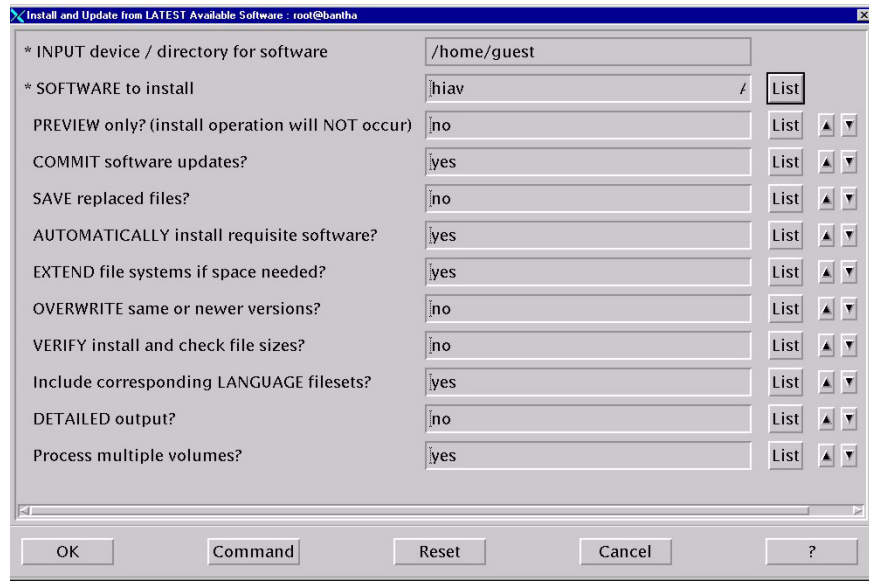 Install and Update from LATEST Available Software : root@bantha
* INPUT device / directory for software /home/guest
* SOFTWARE to install hiav List
PREVIEW only? (install operation will NOT occur) no List
COMMIT software updates? yes List
SAVE replaced files? no List
AUTOMATICALLY install requisite software? yes List
EXTEND file systems if space needed? yes List
OVERWRITE same or newer versions? no List
VERIFY install and check file sizes? no List
Include corresponding LANGUAGE filesets? yes List
DETAILED output? no List
Process multiple volumes? yes List
OK Command Reset Cancel ?